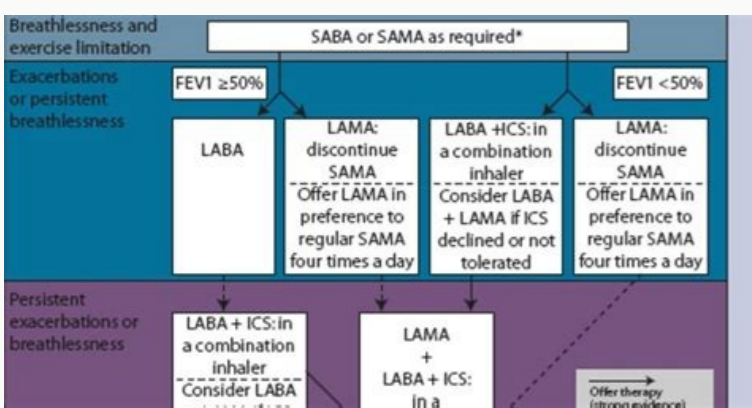 Breathlessness and
exercise limitation
SABA or SAMA as required*
Exacerbations
or persistent
breathlessness
FEV1 ≥50%
FEV1 <50%
LABA
LAMA:
discontinue
SAMA
Offer LAMA in
preference to
regular SAMA
four times a day
LABA +ICS: in
a combination
inhaler
Consider LABA
+ LAMA if ICS
declined or not
tolerated
LAMA:
discontinue
SAMA
Offer LAMA in
preference to
regular SAMA
four times a day
Persistent
exacerbations or
breathlessness
LABA + ICS: in
a combination
inhaler
Consider LABA
LAMA
+
LABA + ICS:
in a
Offer therapy
(strong evidence)